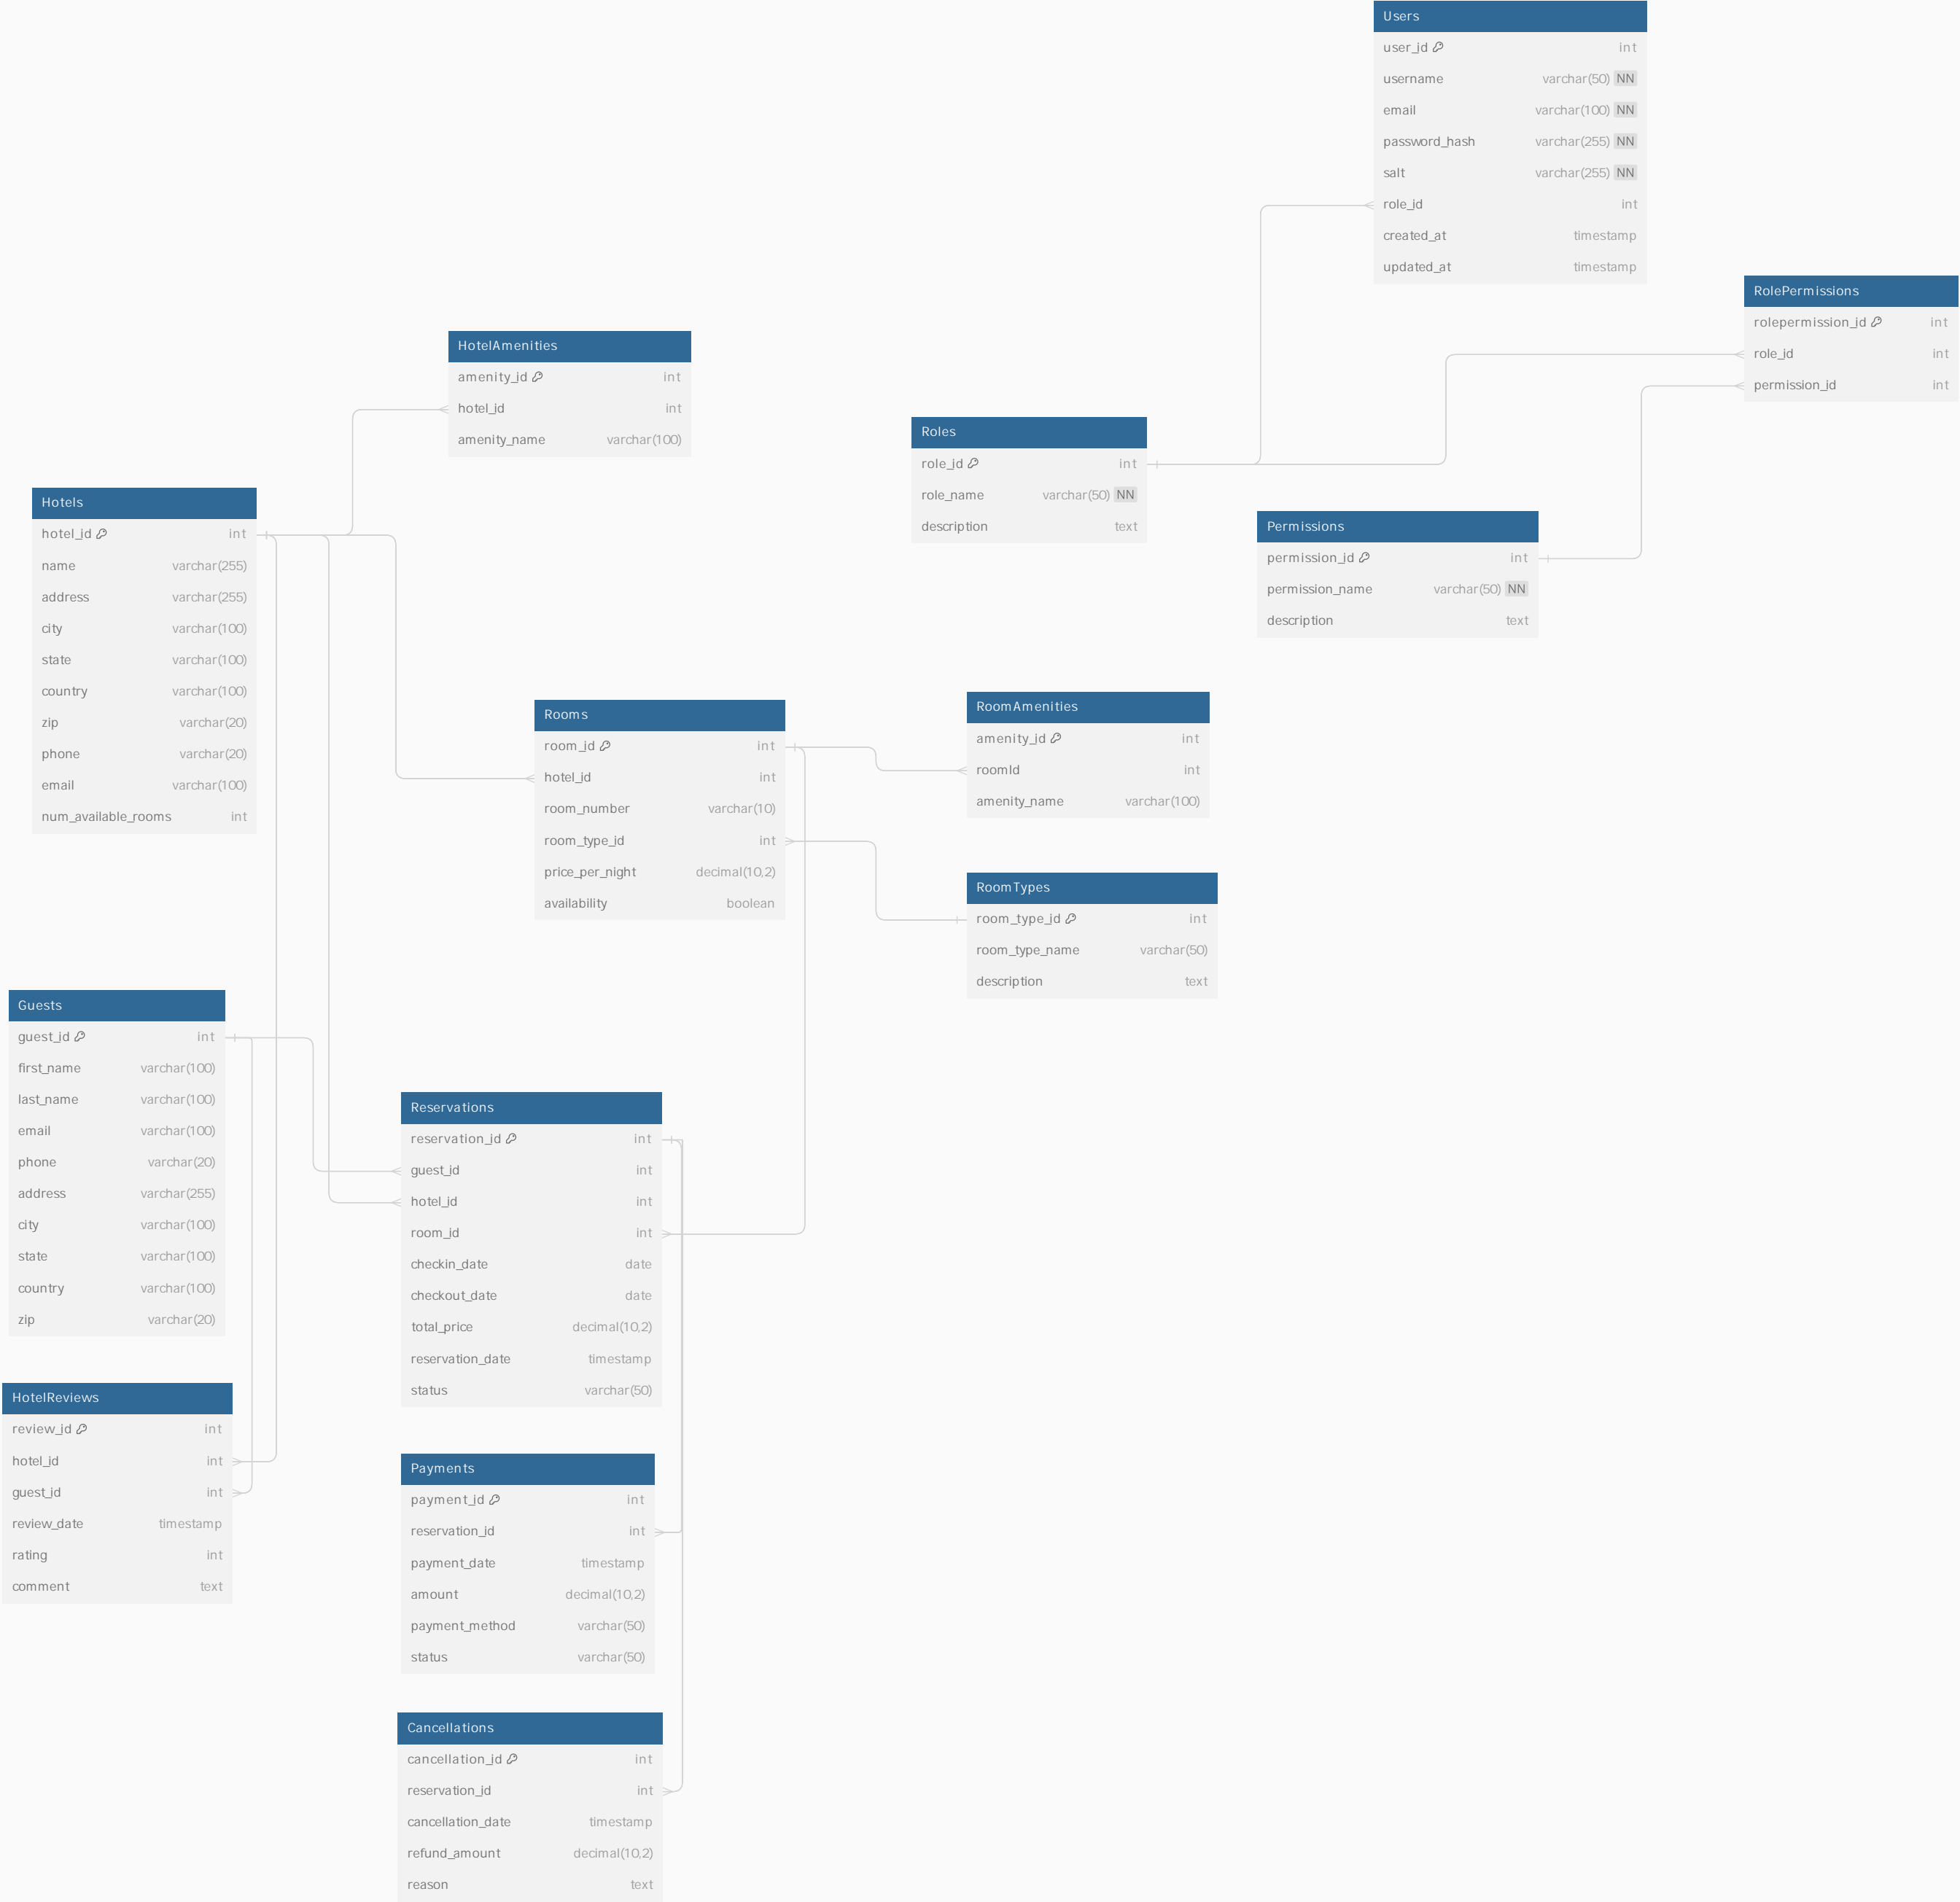 Users
user_id int
username varchar(50) NN
email varchar(100) NN
password_hash varchar(255) NN
salt varchar(255) NN
role_id int
created_at timestamp
updated_at timestamp
RolePermissions
rolepermission_id int
role_id int
permission_id int
HotelAmenities
amenity_id int
hotel_id int
amenity_name varchar(100)
Roles
role_id int
role_name varchar(50) NN
description text
Hotels
hotel_id int
name varchar(255)
address varchar(255)
city varchar(100)
state varchar(100)
country varchar(100)
zip varchar(20)
phone varchar(20)
email varchar(100)
num_available_rooms int
Permissions
permission_id int
permission_name varchar(50) NN
description text
Rooms
room_id int
hotel_id int
room_number varchar(10)
room_type_id int
price_per_night decimal(10,2)
availability boolean
RoomAmenities
amenity_id int
roomId int
amenity_name varchar(100)
RoomTypes
room_type_id int
room_type_name varchar(50)
description text
Guests
guest_id int
first_name varchar(100)
last_name varchar(100)
email varchar(100)
phone varchar(20)
address varchar(255)
city varchar(100)
state varchar(100)
country varchar(100)
zip varchar(20)
Reservations
reservation_id int
guest_id int
hotel_id int
room_id int
checkin_date date
checkout_date date
total_price decimal(10,2)
reservation_date timestamp
status varchar(50)
HotelReviews
review_id int
hotel_id int
guest_id int
review_date timestamp
rating int
comment text
Payments
payment_id int
reservation_id int
payment_date timestamp
amount decimal(10,2)
payment_method varchar(50)
status varchar(50)
Cancellations
cancellation_id int
reservation_id int
cancellation_date timestamp
refund_amount decimal(10,2)
reason text